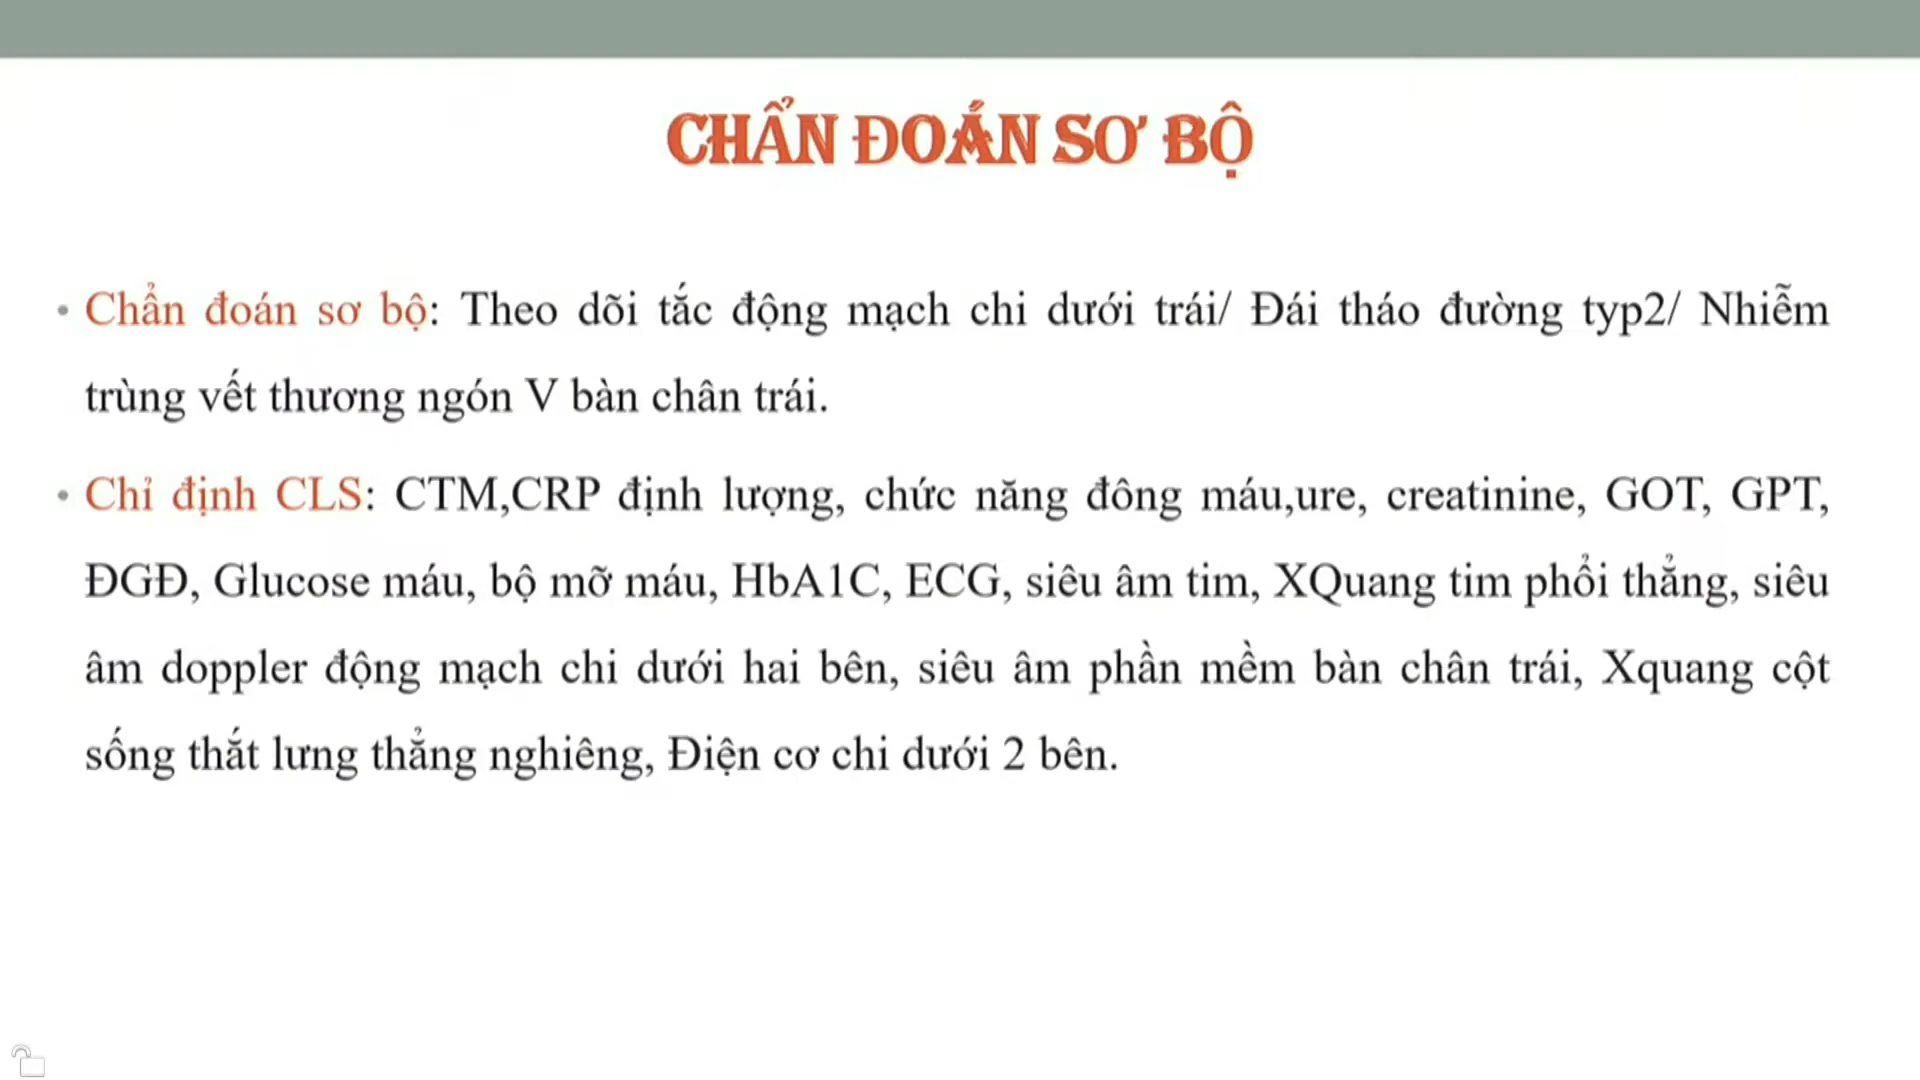 CHẨN ĐOÁN SƠ BỘ
• Chẩn đoán sơ bộ: Theo dõi tắc động mạch chi dưới trái/ Đái tháo đường typ2/ Nhiễm
trùng vết thương ngón V bàn chân trái.
• Chỉ định CLS: CTM,CRP định lượng, chức năng đông máu,ure, creatinine, GOT, GPT,
ĐGĐ, Glucose máu, bộ mỡ máu, HbA1C, ECG, siêu âm tim, XQuang tim phổi thẳng, siêu
âm doppler động mạch chi dưới hai bên, siêu âm phần mềm bàn chân trái, Xquang cột
sống thắt lưng thẳng nghiêng, Điện cơ chi dưới 2 bên.